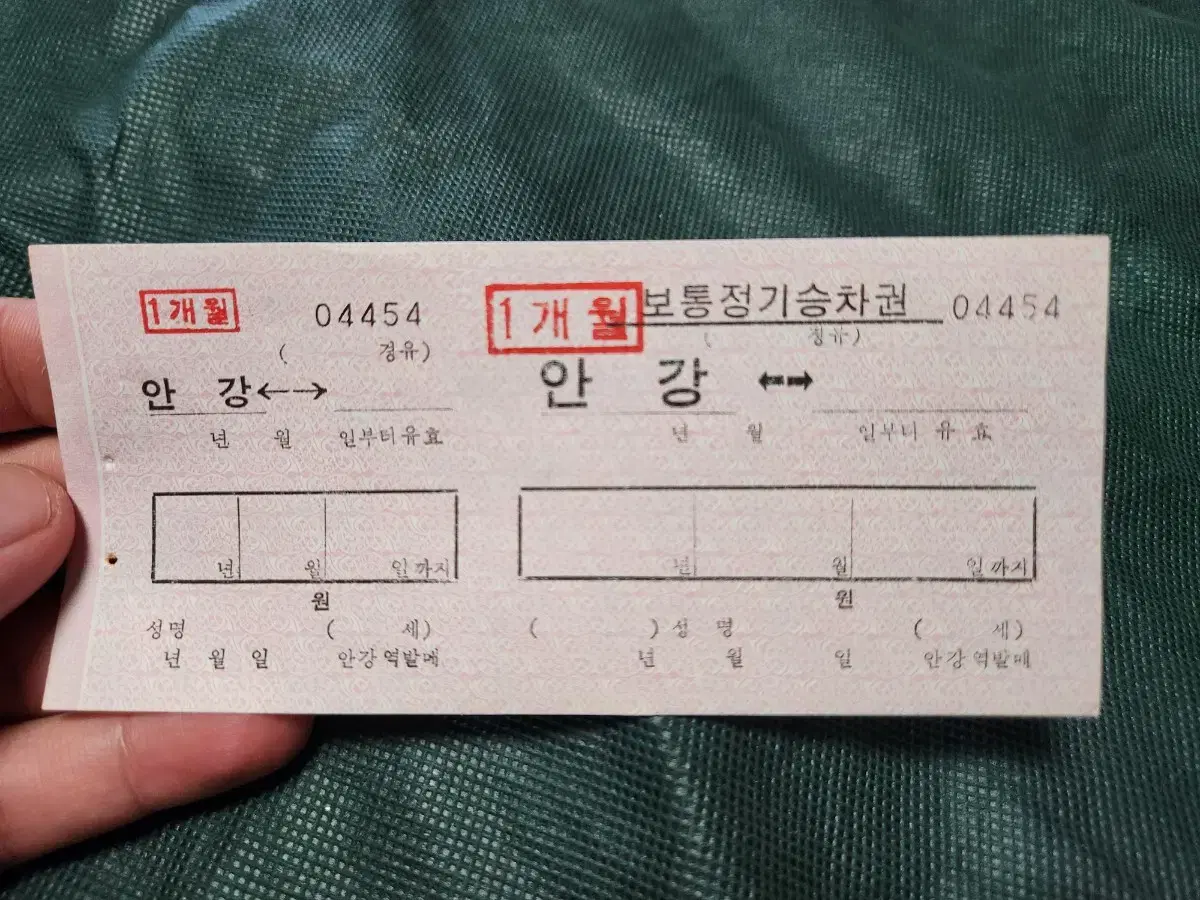 1개월 04454
( 경유)
안 강 ←→
년 월 일부터유효
년 월 일까지
원
성명 ( 세)
년 월 일 안강역발매
1개월 보통정기승차권 04454
( 경유)
안 강 ↔
년 월 일부터 유 효
년 월 일까지
원
( ) 성 명 ( 세)
년 월 일 안강역발매